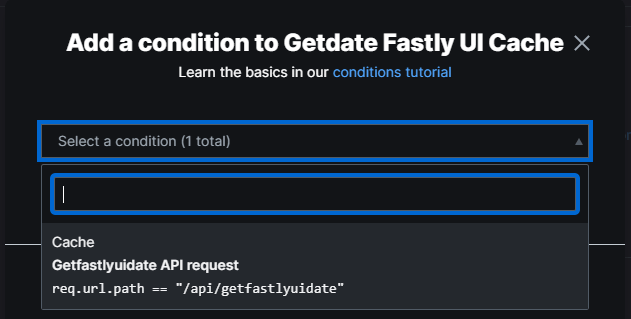 Add a condition to Getdate Fastly UI Cache
Learn the basics in our conditions tutorial
Select a condition (1 total)
Cache
Getfastlyuidate API request
req.url.path == "/api/getfastlyuidate"